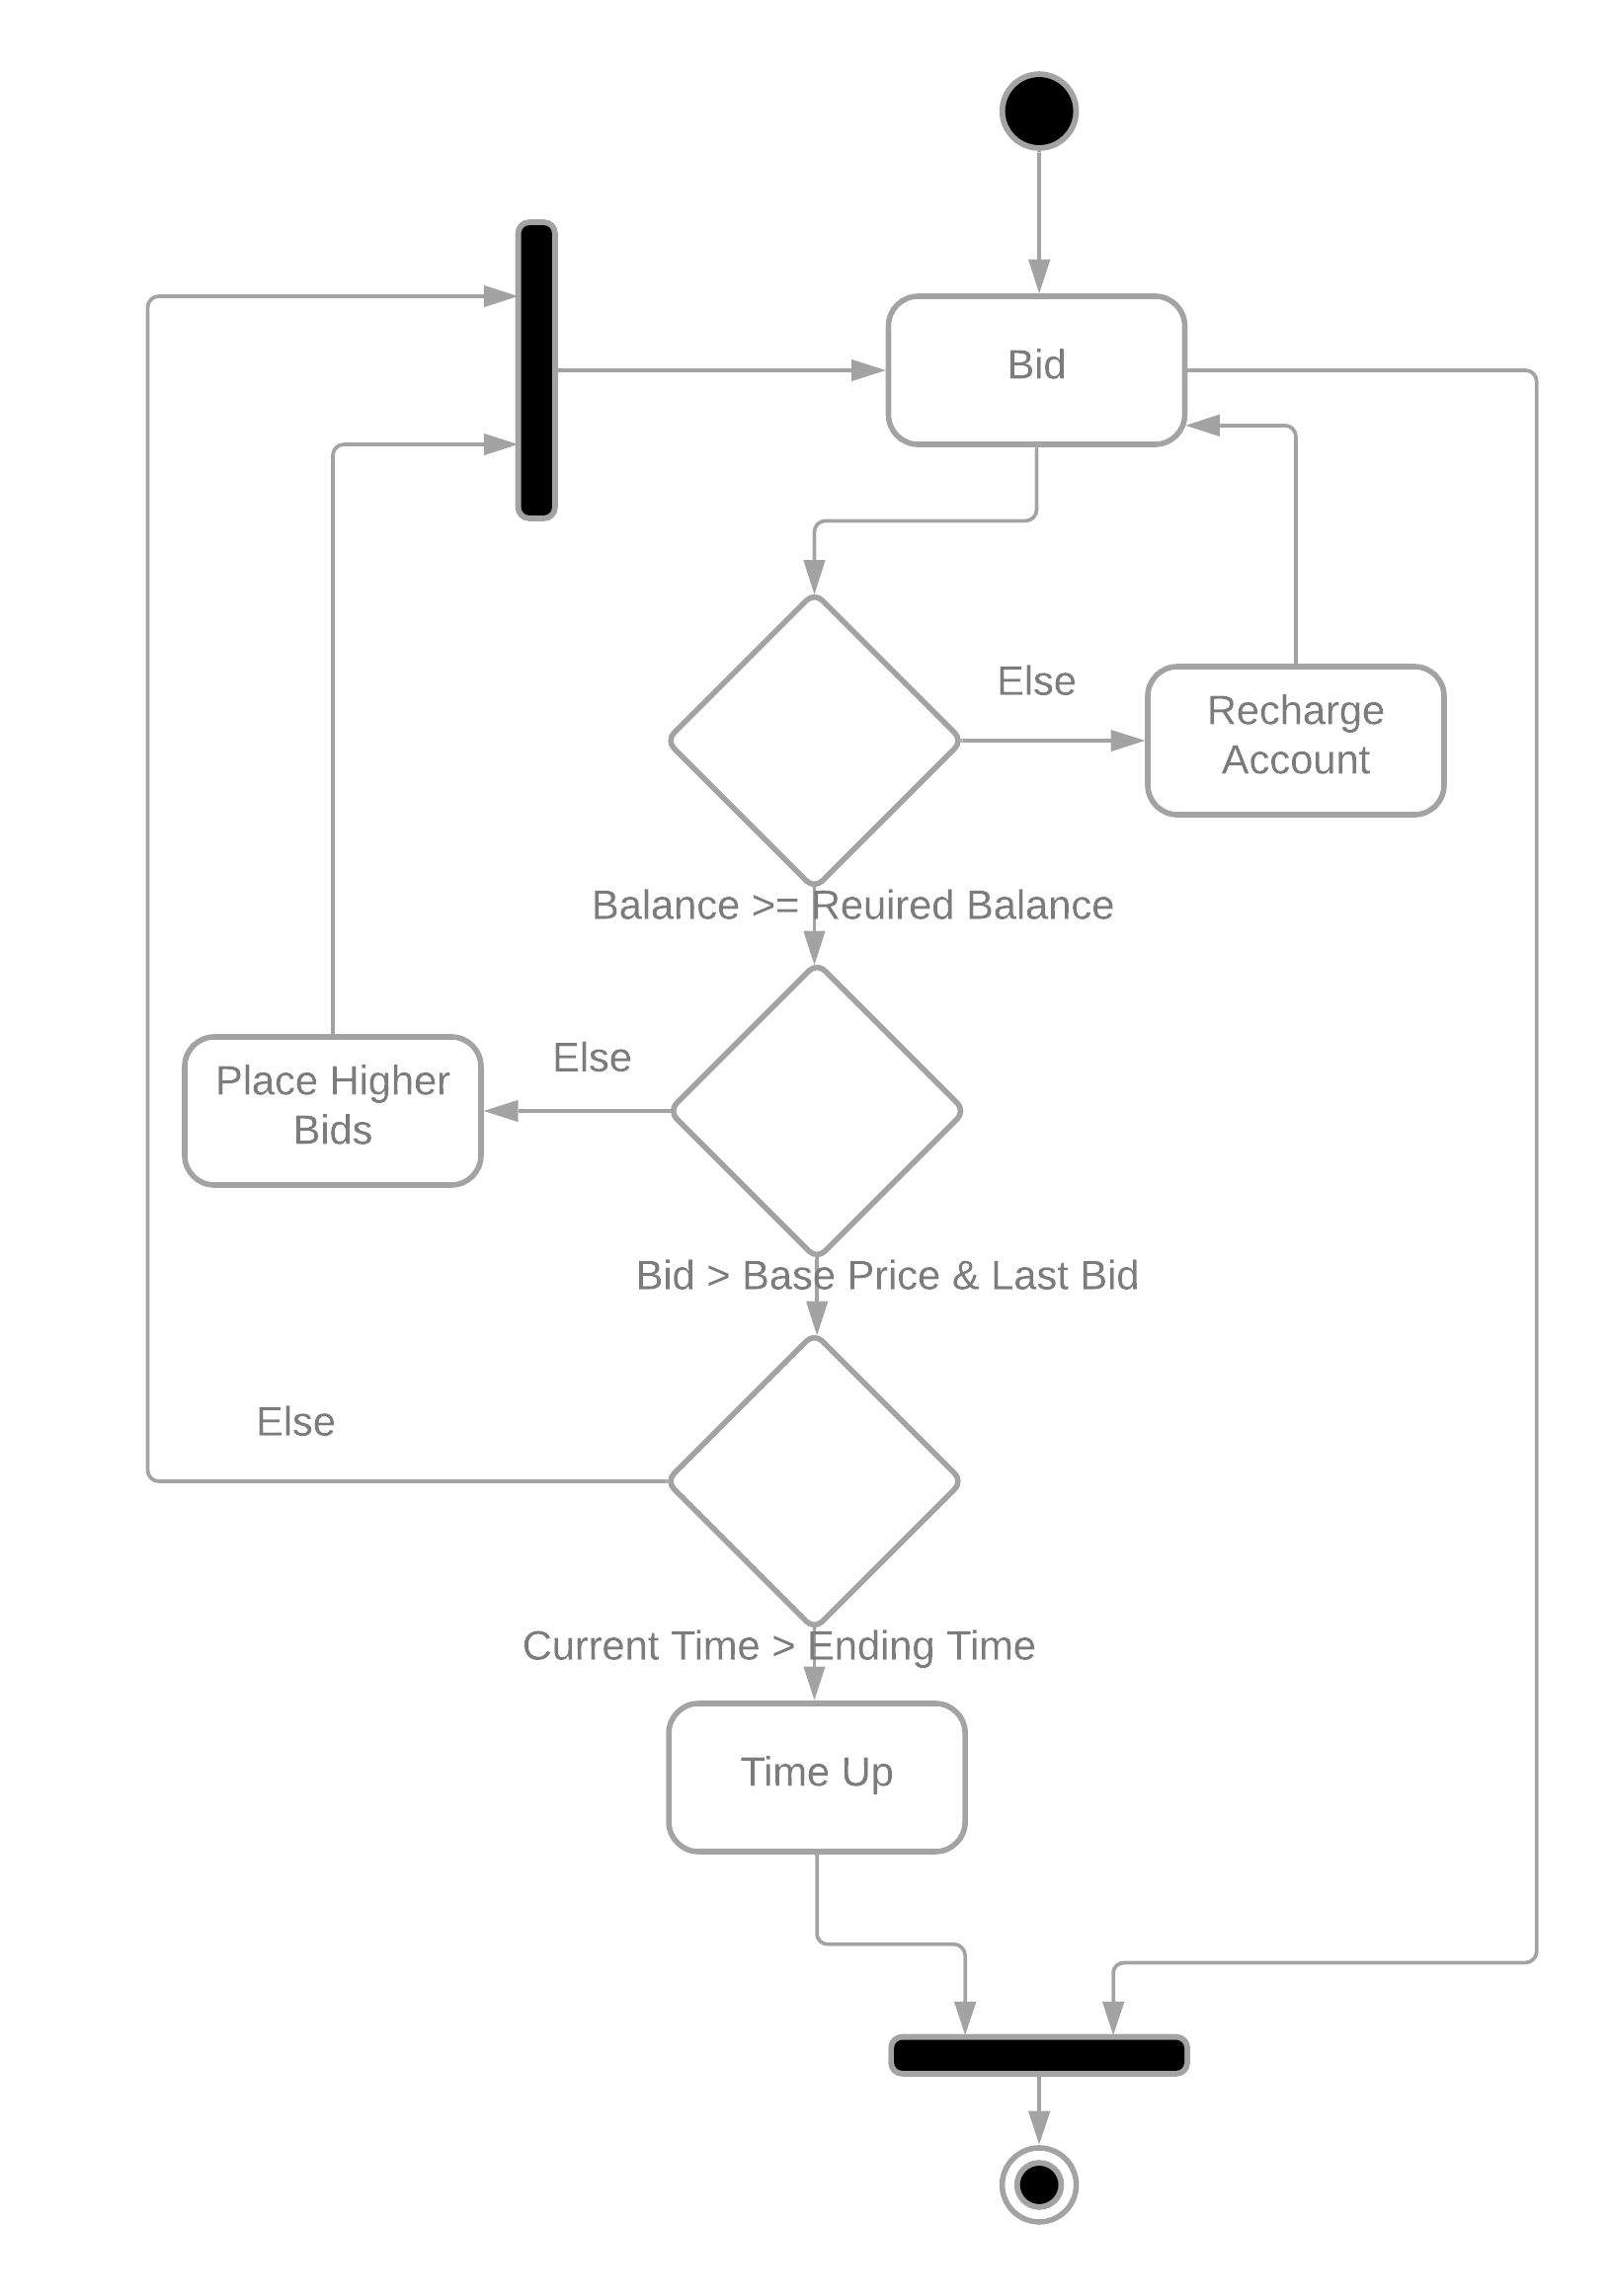 Bid
Else
Recharge
Account
Balance >= Reuired Balance
Else
Place Higher
Bids
Bid > Base Price & Last Bid
Else
Current Time > Ending Time
Time Up